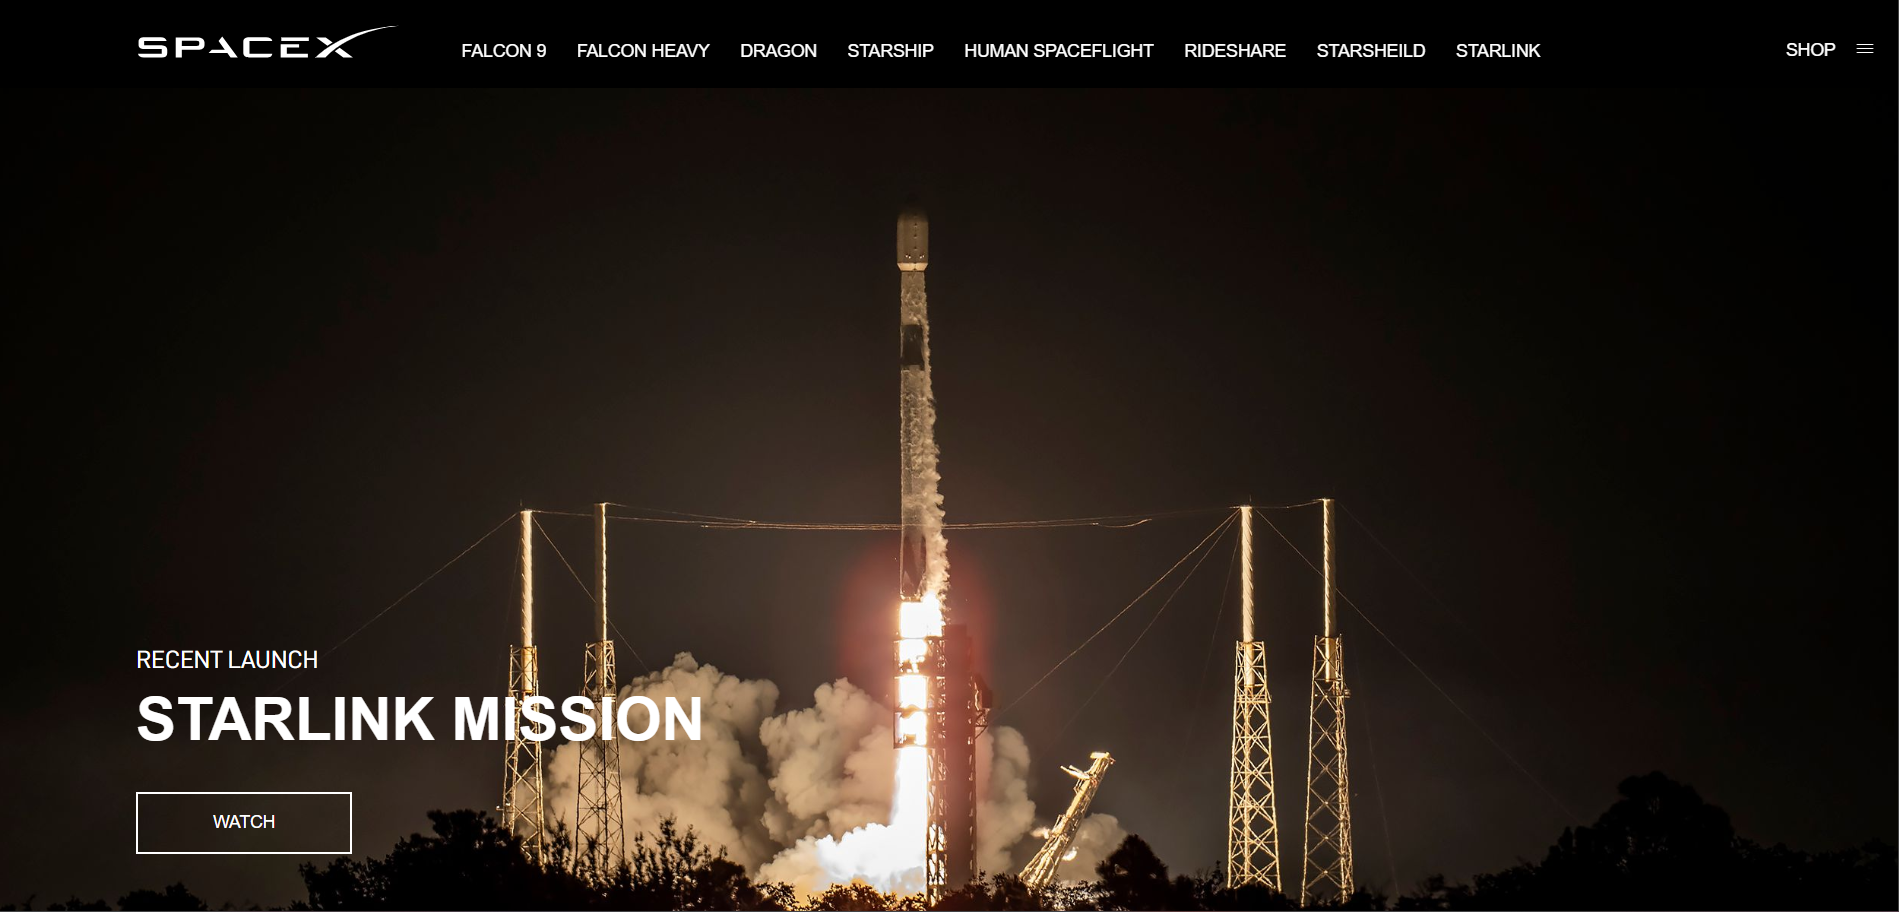 SPACEX FALCON 9 FALCON HEAVY DRAGON STARSHIP HUMAN SPACEFLIGHT RIDESHARE STARSHEILD STARLINK SHOP
RECENT LAUNCH
STARLINK MISSION
WATCH